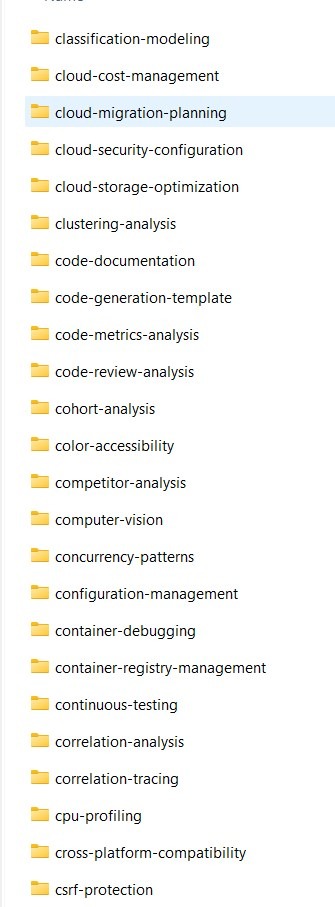 classification-modeling
cloud-cost-management
cloud-migration-planning
cloud-security-configuration
cloud-storage-optimization
clustering-analysis
code-documentation
code-generation-template
code-metrics-analysis
code-review-analysis
cohort-analysis
color-accessibility
competitor-analysis
computer-vision
concurrency-patterns
configuration-management
container-debugging
container-registry-management
continuous-testing
correlation-analysis
correlation-tracing
cpu-profiling
cross-platform-compatibility
csrf-protection